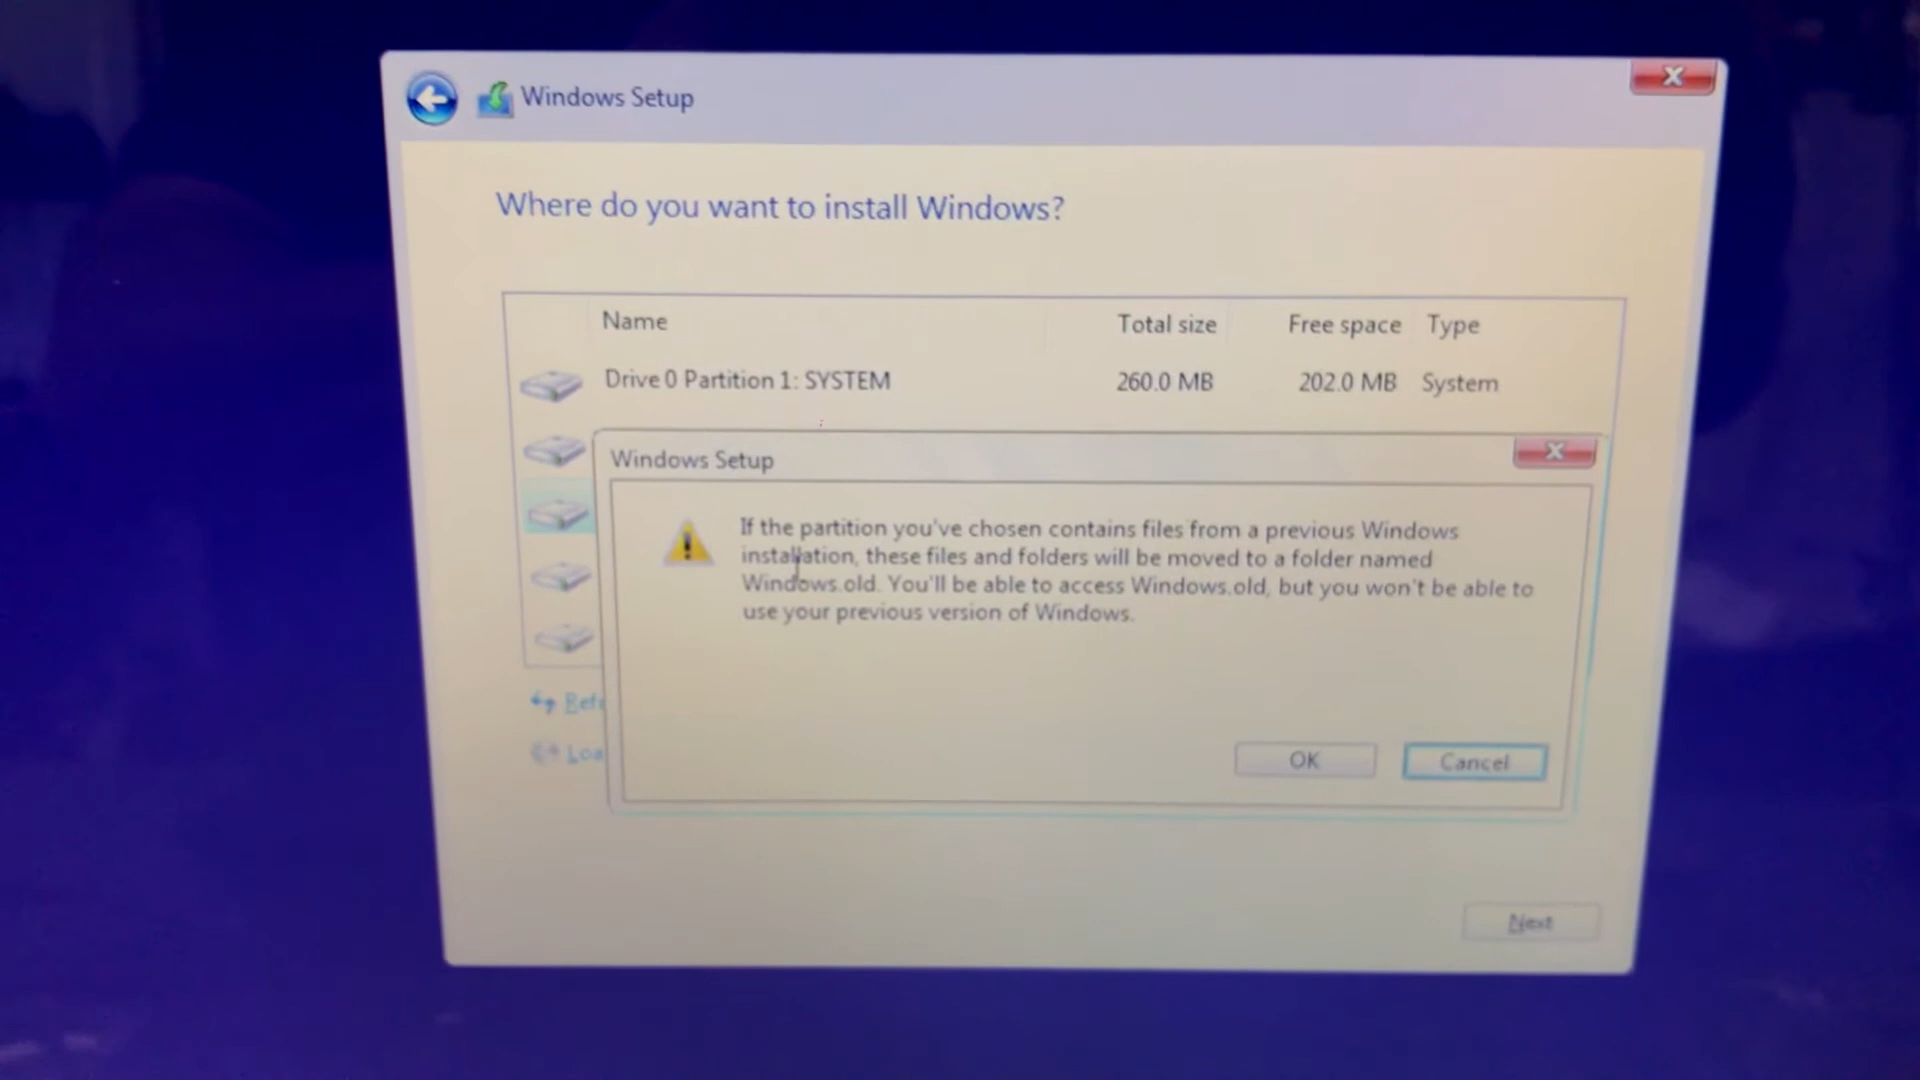 Windows Setup
Where do you want to install Windows?
Name Total size Free space Type
Drive 0 Partition 1: SYSTEM 260.0 MB 202.0 MB System
Windows Setup
If the partition you've chosen contains files from a previous Windows
installation, these files and folders will be moved to a folder named
Windows.old. You'll be able to access Windows.old, but you won't be able to
use your previous version of Windows.
OK Cancel
Next